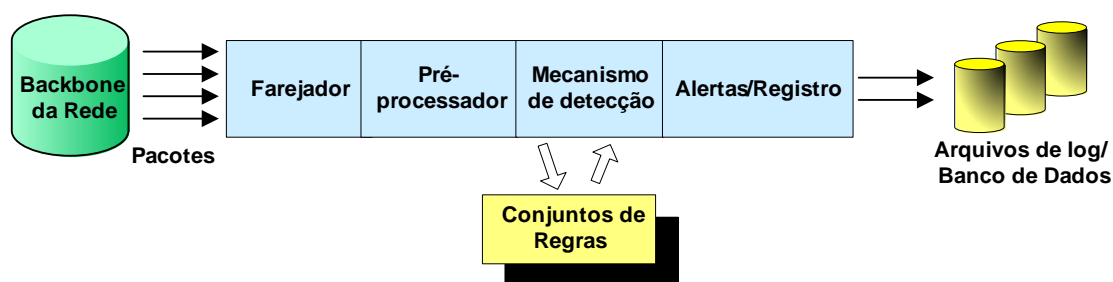 Backbone
da Rede
Pacotes
Farejador
Pré-
processador
Mecanismo
de detecção
Alertas/Registro
Arquivos de log/
Banco de Dados
Conjuntos de
Regras